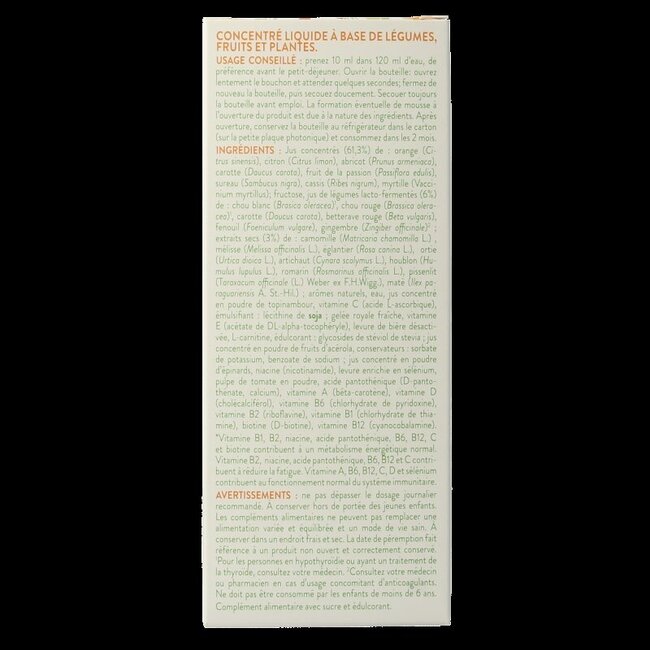 CONCENTRÉ LIQUIDE À BASE DE LÉGUMES,
FRUITS ET PLANTES.
USAGE CONSEILLÉ : prenez 10 ml dans 120 ml d'eau, de
préférence avant le petit-déjeuner. Ouvrir la bouteille: ouvrez
lentement le bouchon et attendez quelques secondes; fermez de
nouveau la bouteille, puis secouez doucement. Secouer toujours
la bouteille avant emploi. La formation éventuelle de mousse à
l'ouverture du produit est due à la nature des ingrédients. Après
ouverture, conservez la bouteille au réfrigérateur dans le carton
(sur la petite plaque photonique) et consommez dans les 2 mois.
INGRÉDIENTS : Jus concentrés (61,3%) de : orange (Ci-
trus sinensis), citron (Citrus limon), abricot (Prunus armeniaca),
carotte (Daucus carota), fruit de la passion (Passiflora edulis),
sureau (Sambucus nigra), cassis (Ribes nigrum), myrtille (Vacci-
nium myrtillus); fructose, jus de légumes lacto-fermentés (6%)
de : chou blanc (Brasica oleracea)¹, chou rouge (Brassica olera-
cea)¹, carotte (Daucus carota), betterave rouge (Beta vulgaris),
fenouil (Foeniculum vulgare), gingembre (Zingiber officinale)² ;
extraits secs (3%) de : camomille (Matricaria chamomilla L.) ,
mélisse (Melissa officinalis L.), églantier (Rosa canina L.), ortie
(Urtica dioica L.), artichaut (Cynara scolymus L.), houblon (Hu-
mulus lupulus L.), romarin (Rosmarinus officinalis L.), pissenlit
(Taraxacum officinale (L.) Weber ex F.H.Wigg.), maté (Ilex pa-
raguariensis A. St.-Hil.) ; arômes naturels, eau, jus concentré
en poudre de topinambour, vitamine C (acide L-ascorbique),
émulsifiant : lécithine de soja ; gelée royale fraîche, vitamine
E (acétate de DL-alpha-tocophéryle), levure de bière désacti-
vée, L-carnitine, édulcorant : glycosides de stéviol de stevia ; jus
concentré en poudre de fruits d'acérola, conservateurs : sorbate
de potassium, benzoate de sodium ; jus concentré en poudre
d'épinards, niacine (nicotinamide), levure enrichie en sélénium,
pulpe de tomate en poudre, acide pantothénique (D-panto-
thénate, calcium), vitamine A (bêta-carotène), vitamine D
(cholécalciférol), vitamine B6 (chlorhydrate de pyridoxine),
vitamine B2 (riboflavine), vitamine B1 (chlorhydrate de thia-
mine), biotine (D-biotine), vitamine B12 (cyanocobalamine).
*Vitamine B1, B2, niacine, acide pantothénique, B6, B12, C
et biotine contribuent à un métabolisme énergétique normal.
Vitamine B2, niacine, acide pantothénique, B6, B12 et C contri-
buent à réduire la fatigue. Vitamine A, B6, B12, C, D et sélénium
contribuent au fonctionnement normal du système immunitaire.
AVERTISSEMENTS : ne pas dépasser le dosage journalier
recommandé. A conserver hors de portée des jeunes enfants.
Les compléments alimentaires ne peuvent pas remplacer une
alimentation variée et équilibrée et un mode de vie sain. A
conserver dans un endroit frais et sec. La date de péremption fait
référence à un produit non ouvert et correctement conservé.
¹Pour les personnes en hypothyroïdie ou ayant un traitement de
la thyroïde, consultez votre médecin. ²Consultez votre médecin
ou pharmacien en cas d'usage concomitant d'anticoagulants.
Ne doit pas être consommé par les enfants de moins de 6 ans.
Complément alimentaire avec sucre et édulcorant.